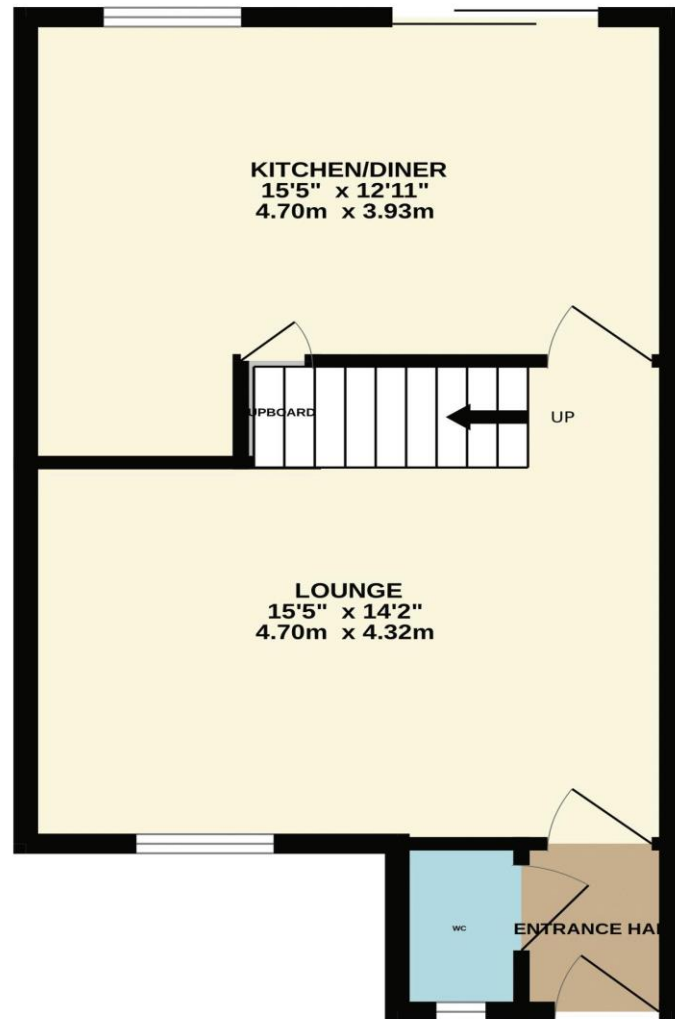 KITCHEN/DINER
15'5" x 12'11"
4.70m x 3.93m
UPBOARD
UP
LOUNGE
15'5" x 14'2"
4.70m x 4.32m
WC
ENTRANCE HAL